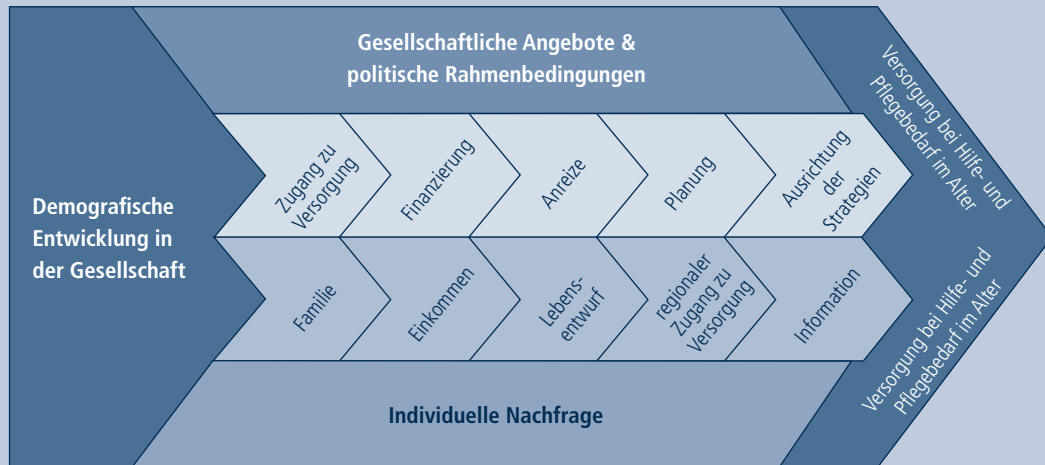 Gesellschaftliche Angebote &
politische Rahmenbedingungen
Demografische
Entwicklung in
der Gesellschaft
Zugang zu
Versorgung
Finanzierung
Anreize
Planung
Ausrichtung
der
Strategien
Familie
Einkommen
Lebens-
entwurf
regionaler
Zugang zu
Versorgung
Information
Individuelle Nachfrage
Versorgung bei Hilfe- und
Pflegebedarf im Alter
Versorgung bei Hilfe- und
Pflegebedarf im Alter